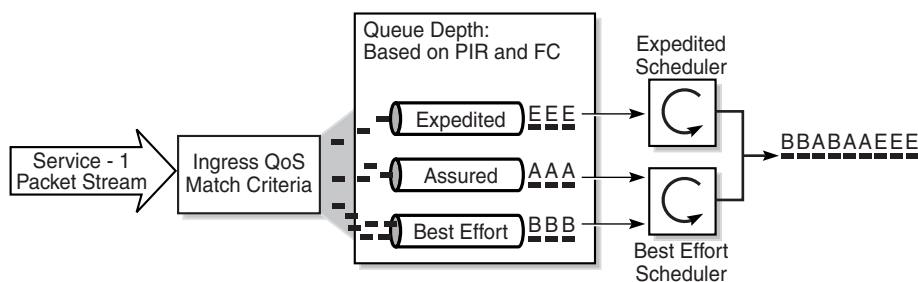 Queue Depth:
Based on PIR and FC
Expedited
Scheduler
Expedited
EEE
Service - 1
Packet Stream
Ingress QoS
Match Criteria
Assured
AAA
BBABAAEEE
Best Effort
BBB
Best Effort
Scheduler